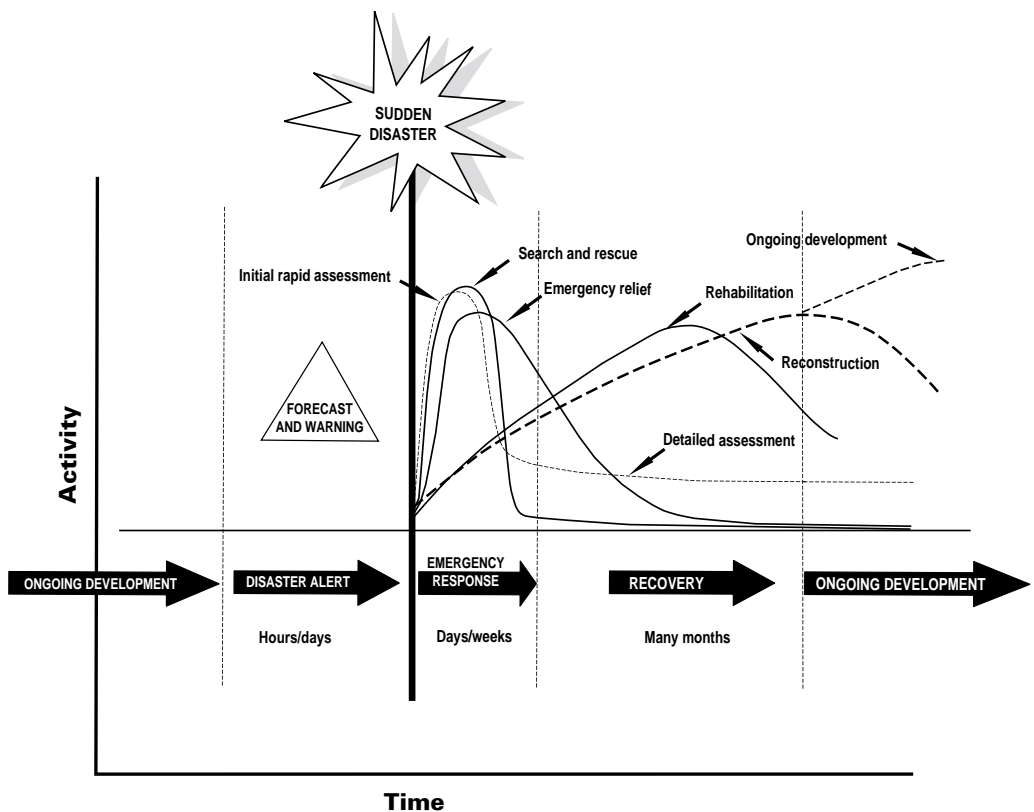 SUDDEN
DISASTER
Search and rescue
Ongoing development
Initial rapid assessment
Emergency relief
Rehabilitation
Reconstruction
FORECAST
AND WARNING
Detailed assessment
Activity
ONGOING DEVELOPMENT
DISASTER ALERT
EMERGENCY
RESPONSE
RECOVERY
ONGOING DEVELOPMENT
Hours/days
Days/weeks
Many months
Time